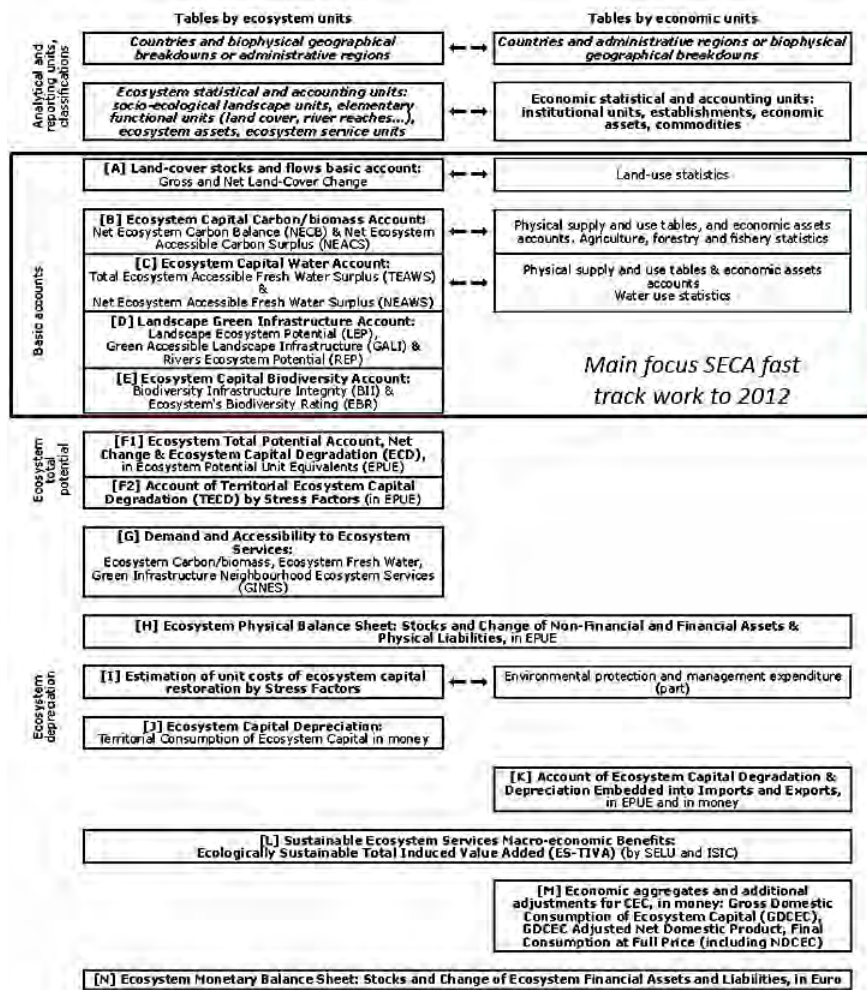 Tables by ecosystem units
Tables by economic units
Analytical and
reporting units,
classifications
Countries and biophysical geographical
breakdowns or administrative regions
Countries and administrative regions or biophysical
geographical breakdowns
Ecosystem statistical and accounting units:
socio-ecological landscape units, elementary
functional units (land cover, river reaches...),
ecosystem assets, ecosystem service units
Economic statistical and accounting units:
institutional units, establishments, economic
assets, commodities
Basic accounts
[A] Land-cover stocks and flows basic account:
Gross and Net Land-Cover Change
Land-use statistics
[B] Ecosystem Capital Carbon/biomass Account:
Net Ecosystem Carbon Balance (NECB) & Net Ecosystem
Accessible Carbon Surplus (NEACS)
Physical supply and use tables, and economic assets
accounts. Agriculture, forestry and fishery statistics
[C] Ecosystem Capital Water Account:
Total Ecosystem Accessible Fresh Water Surplus (TEAWS)
&
Net Ecosystem Accessible Fresh Water Surplus (NEAWS)
Physical supply and use tables & economic assets
accounts
Water use statistics
[D] Landscape Green Infrastructure Account:
Landscape Ecosystem Potential (LEP),
Green Accessible Landscape Infrastructure (GALI) &
Rivers Ecosystem Potential (REP)
[E] Ecosystem Capital Biodiversity Account:
Biodiversity Infrastructure Integrity (BII) &
Ecosystem's Biodiversity Rating (EBR)
Main focus SECA fast
track work to 2012
Ecosystem
total
potential
[F1] Ecosystem Total Potential Account, Net
Change & Ecosystem Capital Degradation (ECD),
in Ecosystem Potential Unit Equivalents (EPUE)
[F2] Account of Territorial Ecosystem Capital
Degradation (TECD) by Stress Factors (in EPUE)
[G] Demand and Accessibility to Ecosystem
Services:
Ecosystem Carbon/biomass, Ecosystem Fresh Water,
Green Infrastructure Neighbourhood Ecosystem Services
(GINES)
[H] Ecosystem Physical Balance Sheet: Stocks and Change of Non-Financial and Financial Assets &
Physical Liabilities, in EPUE
Ecosystem
depreciation
[I] Estimation of unit costs of ecosystem capital
restoration by Stress Factors
Environmental protection and management expenditure
(part)
[J] Ecosystem Capital Depreciation:
Territorial Consumption of Ecosystem Capital in money
[K] Account of Ecosystem Capital Degradation &
Depreciation Embedded into Imports and Exports,
in EPUE and in money
[L] Sustainable Ecosystem Services Macro-economic Benefits:
Ecologically Sustainable Total Induced Value Added (ES-TIVA) (by SELU and ISIC)
[M] Economic aggregates and additional
adjustments for CEC, in money: Gross Domestic
Consumption of Ecosystem Capital (GDCEC),
GDCEC Adjusted Net Domestic Product, Final
Consumption at Full Price (including NDCEC)
[N] Ecosystem Monetary Balance Sheet: Stocks and Change of Ecosystem Financial Assets and Liabilities, in Euro